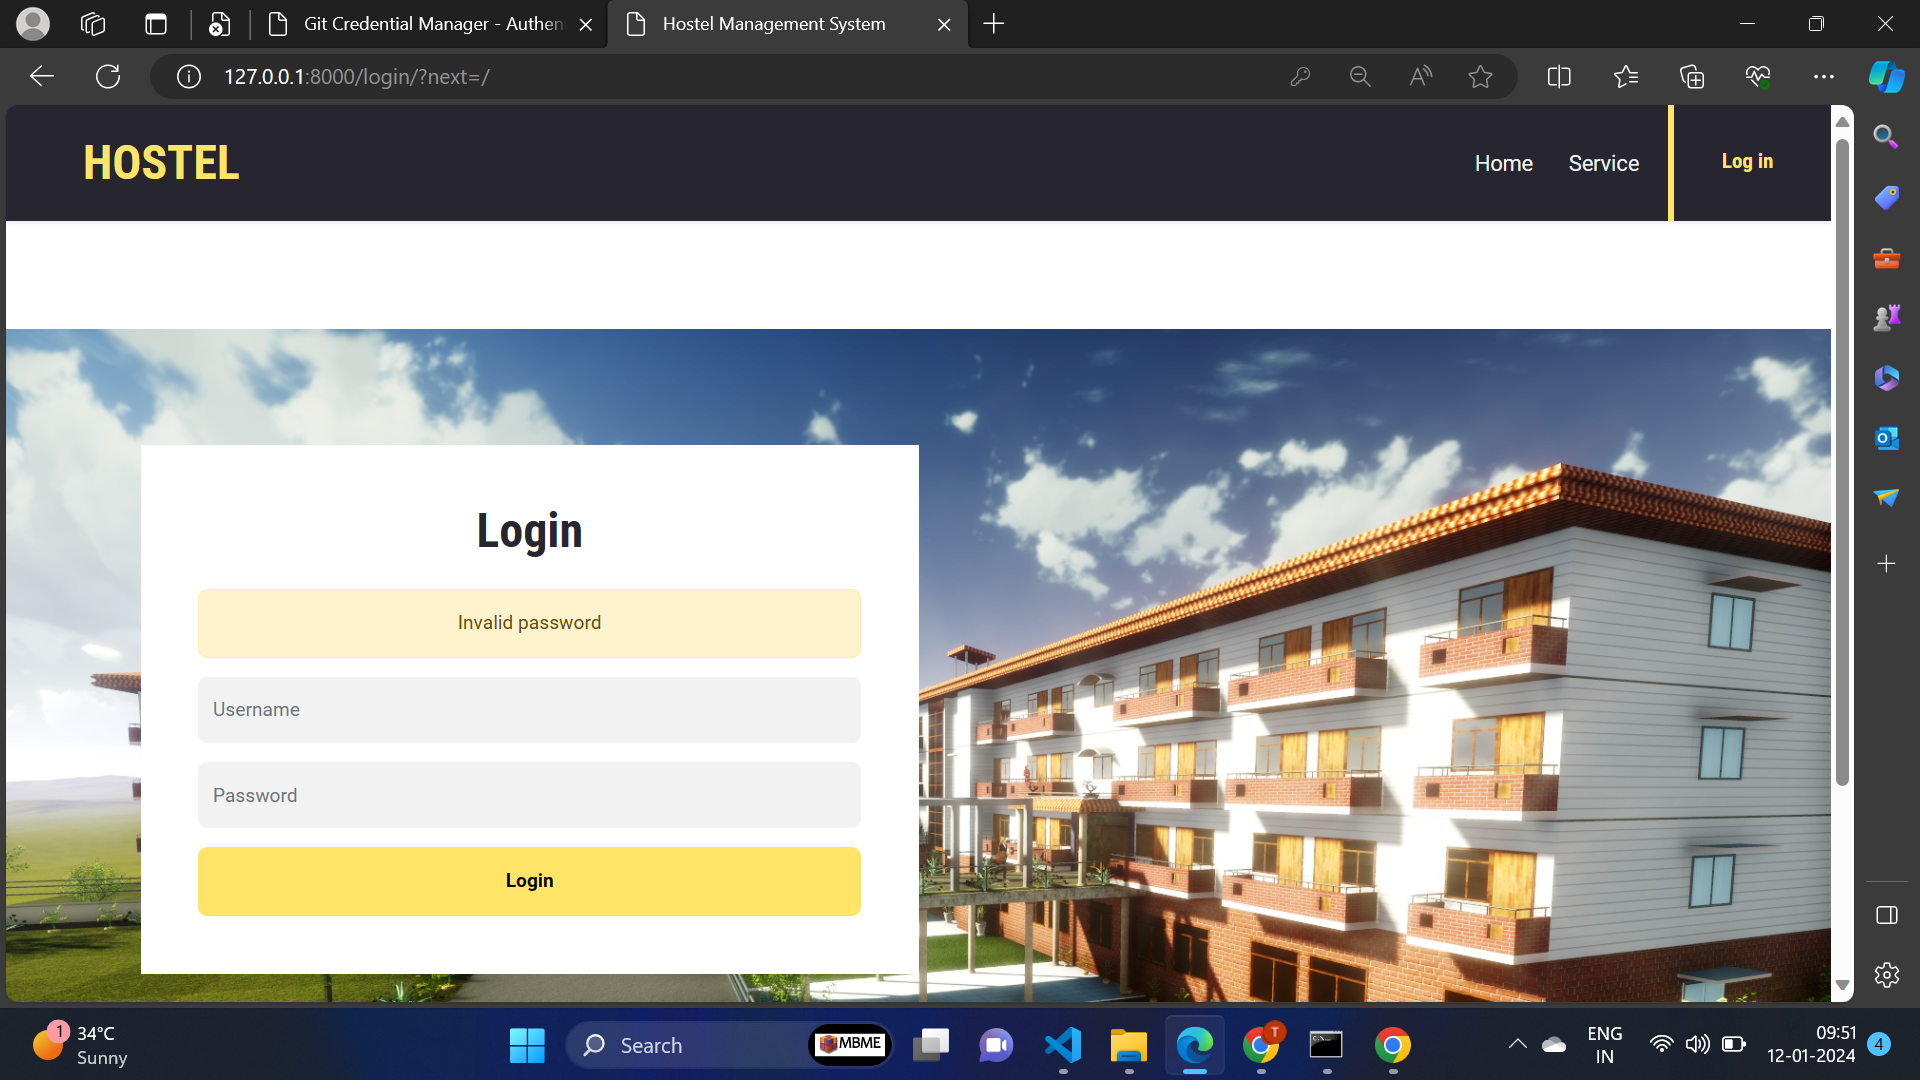 Git Credential Manager - Authen
Hostel Management System
127.0.0.1:8000/login/?next=/
HOSTEL
Home
Service
Log in
Login
Invalid password
Username
Password
Login
1
34°C
Sunny
Search
MBME
T
ENG
IN
09:51
12-01-2024
4